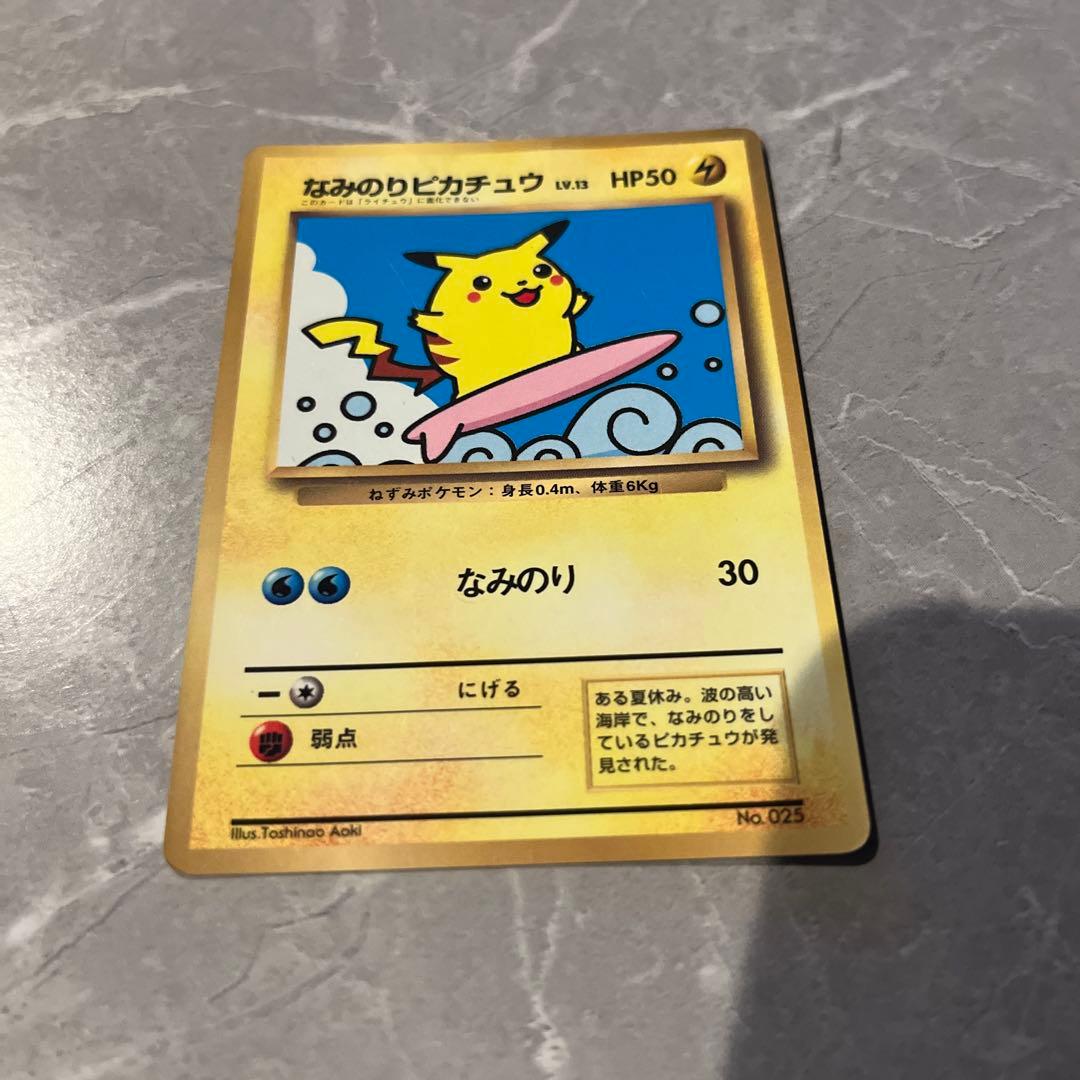 なみのりピカチュウ LV.13 HP50
このカードは「ライチュウ」に進化できない
ねずみポケモン：身長0.4m、体重6Kg
なみのり 30
にげる
弱点
ある夏休み。波の高い
海岸で、なみのりをし
ているピカチュウが発
見された。
Illus.Toshinao Aoki
No. 025